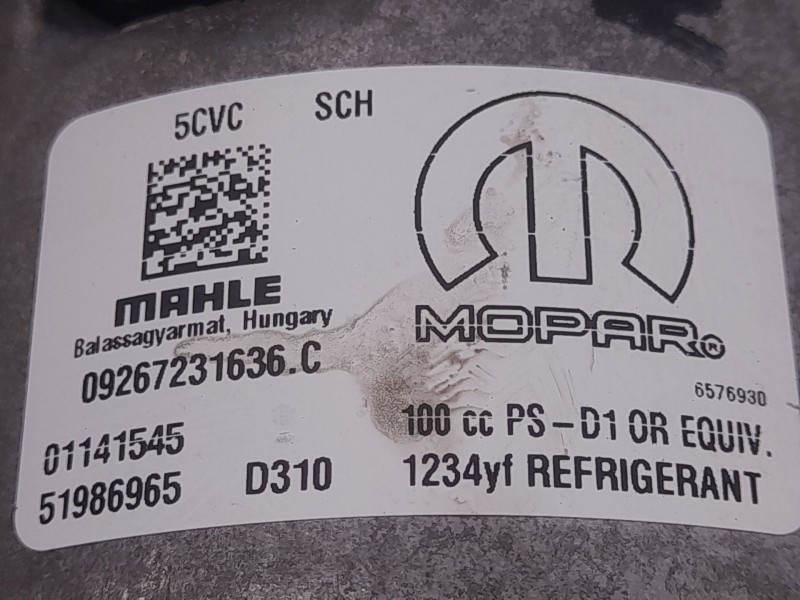 5CVC SCH
MAHLE
Balassagyarmat, Hungary
09267231636.C
MOPAR®
6576930
01141545
100 cc PS-D1 OR EQUIV.
51986965 D310 1234yf REFRIGERANT